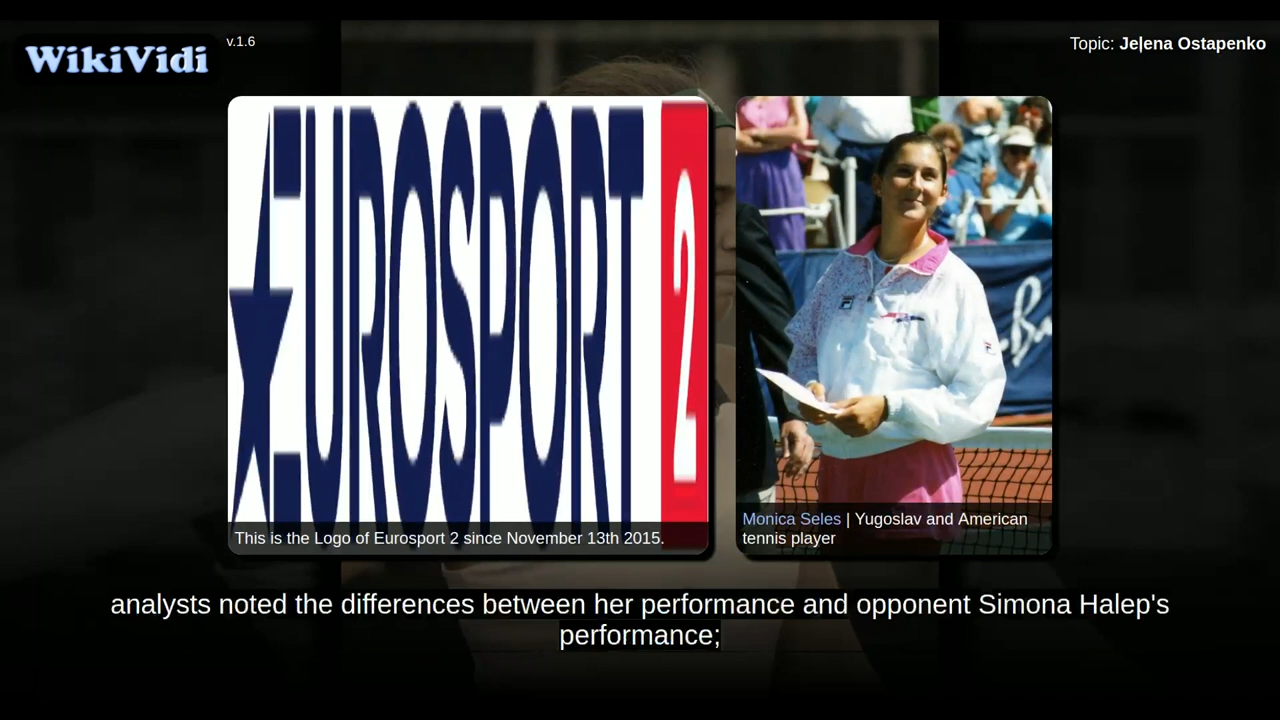 WikiVidi
v.1.6
Topic: Jeļena Ostapenko
EUROSPORT 2
This is the Logo of Eurosport 2 since November 13th 2015.
Monica Seles | Yugoslav and American
tennis player
analysts noted the differences between her performance and opponent Simona Halep's
performance;